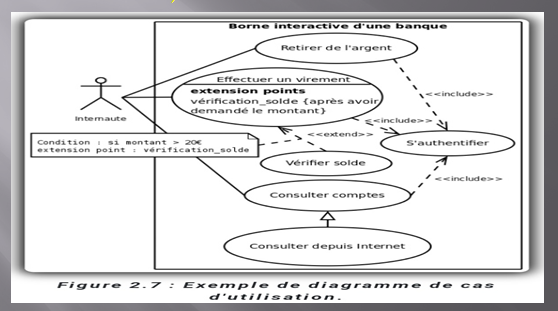 Borne interactive d'une banque
Retirer de l'argent
Effectuer un virement
extension points
vérification_solde {après avoir
demandé le montant}
<<include>>
<<include>>
Internaute
<<extend>>
Condition : si montant > 20€
extension point : vérification_solde
S'authentifier
Vérifier solde
<<include>>
Consulter comptes
Consulter depuis Internet
Figure 2.7 : Exemple de diagramme de cas
d'utilisation.